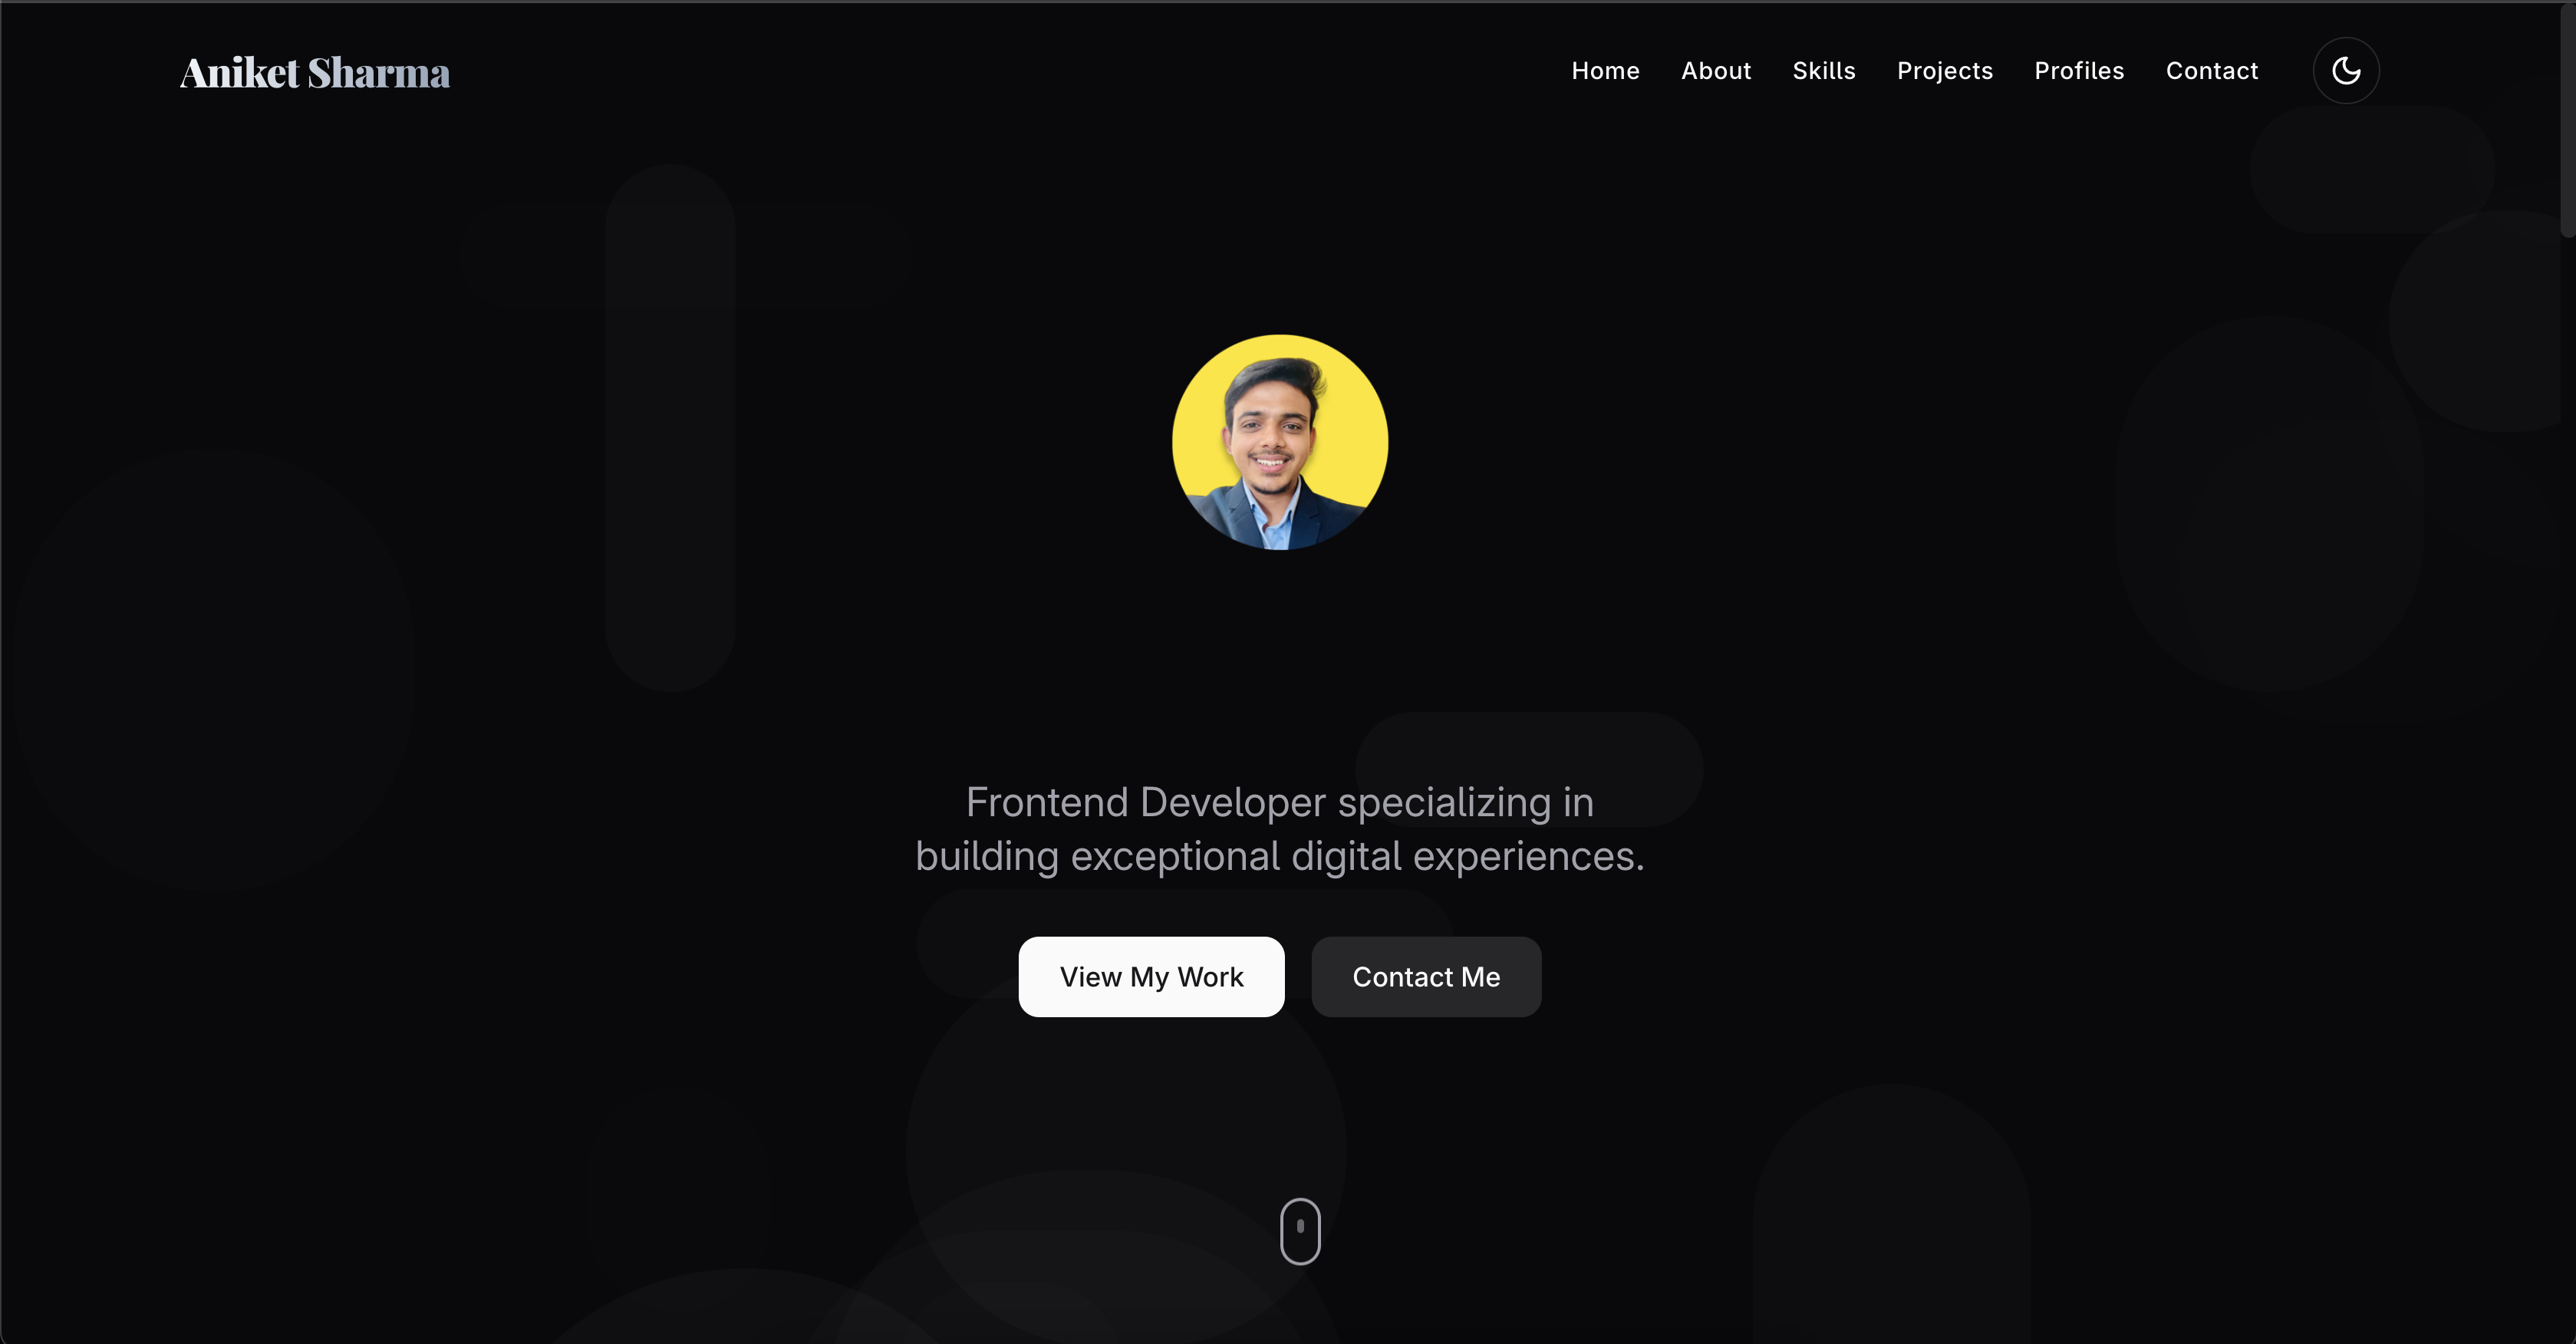 Aniket Sharma
Home About Skills Projects Profiles Contact
Frontend Developer specializing in
building exceptional digital experiences.
View My Work Contact Me